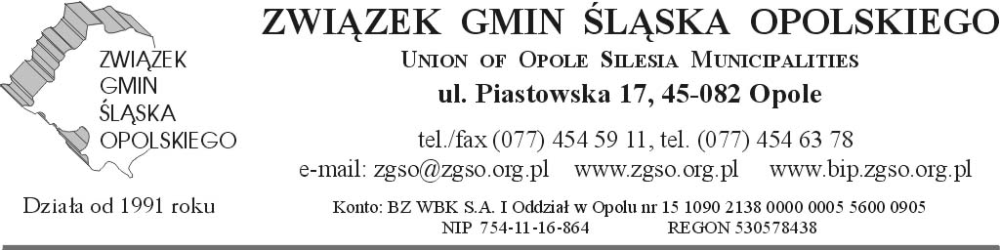 ZWIĄZEK
GMIN
ŚLĄSKA
OPOLSKIEGO
Działa od 1991 roku
ZWIĄZEK GMIN ŚLĄSKA OPOLSKIEGO
UNION OF OPOLE SILESIA MUNICIPALITIES
ul. Piastowska 17, 45-082 Opole
tel./fax (077) 454 59 11, tel. (077) 454 63 78
e-mail: zgso@zgso.org.pl www.zgso.org.pl www.bip.zgso.org.pl
Konto: BZ WBK S.A. I Oddział w Opolu nr 15 1090 2138 0000 0005 5600 0905
NIP 754-11-16-864 REGON 530578438